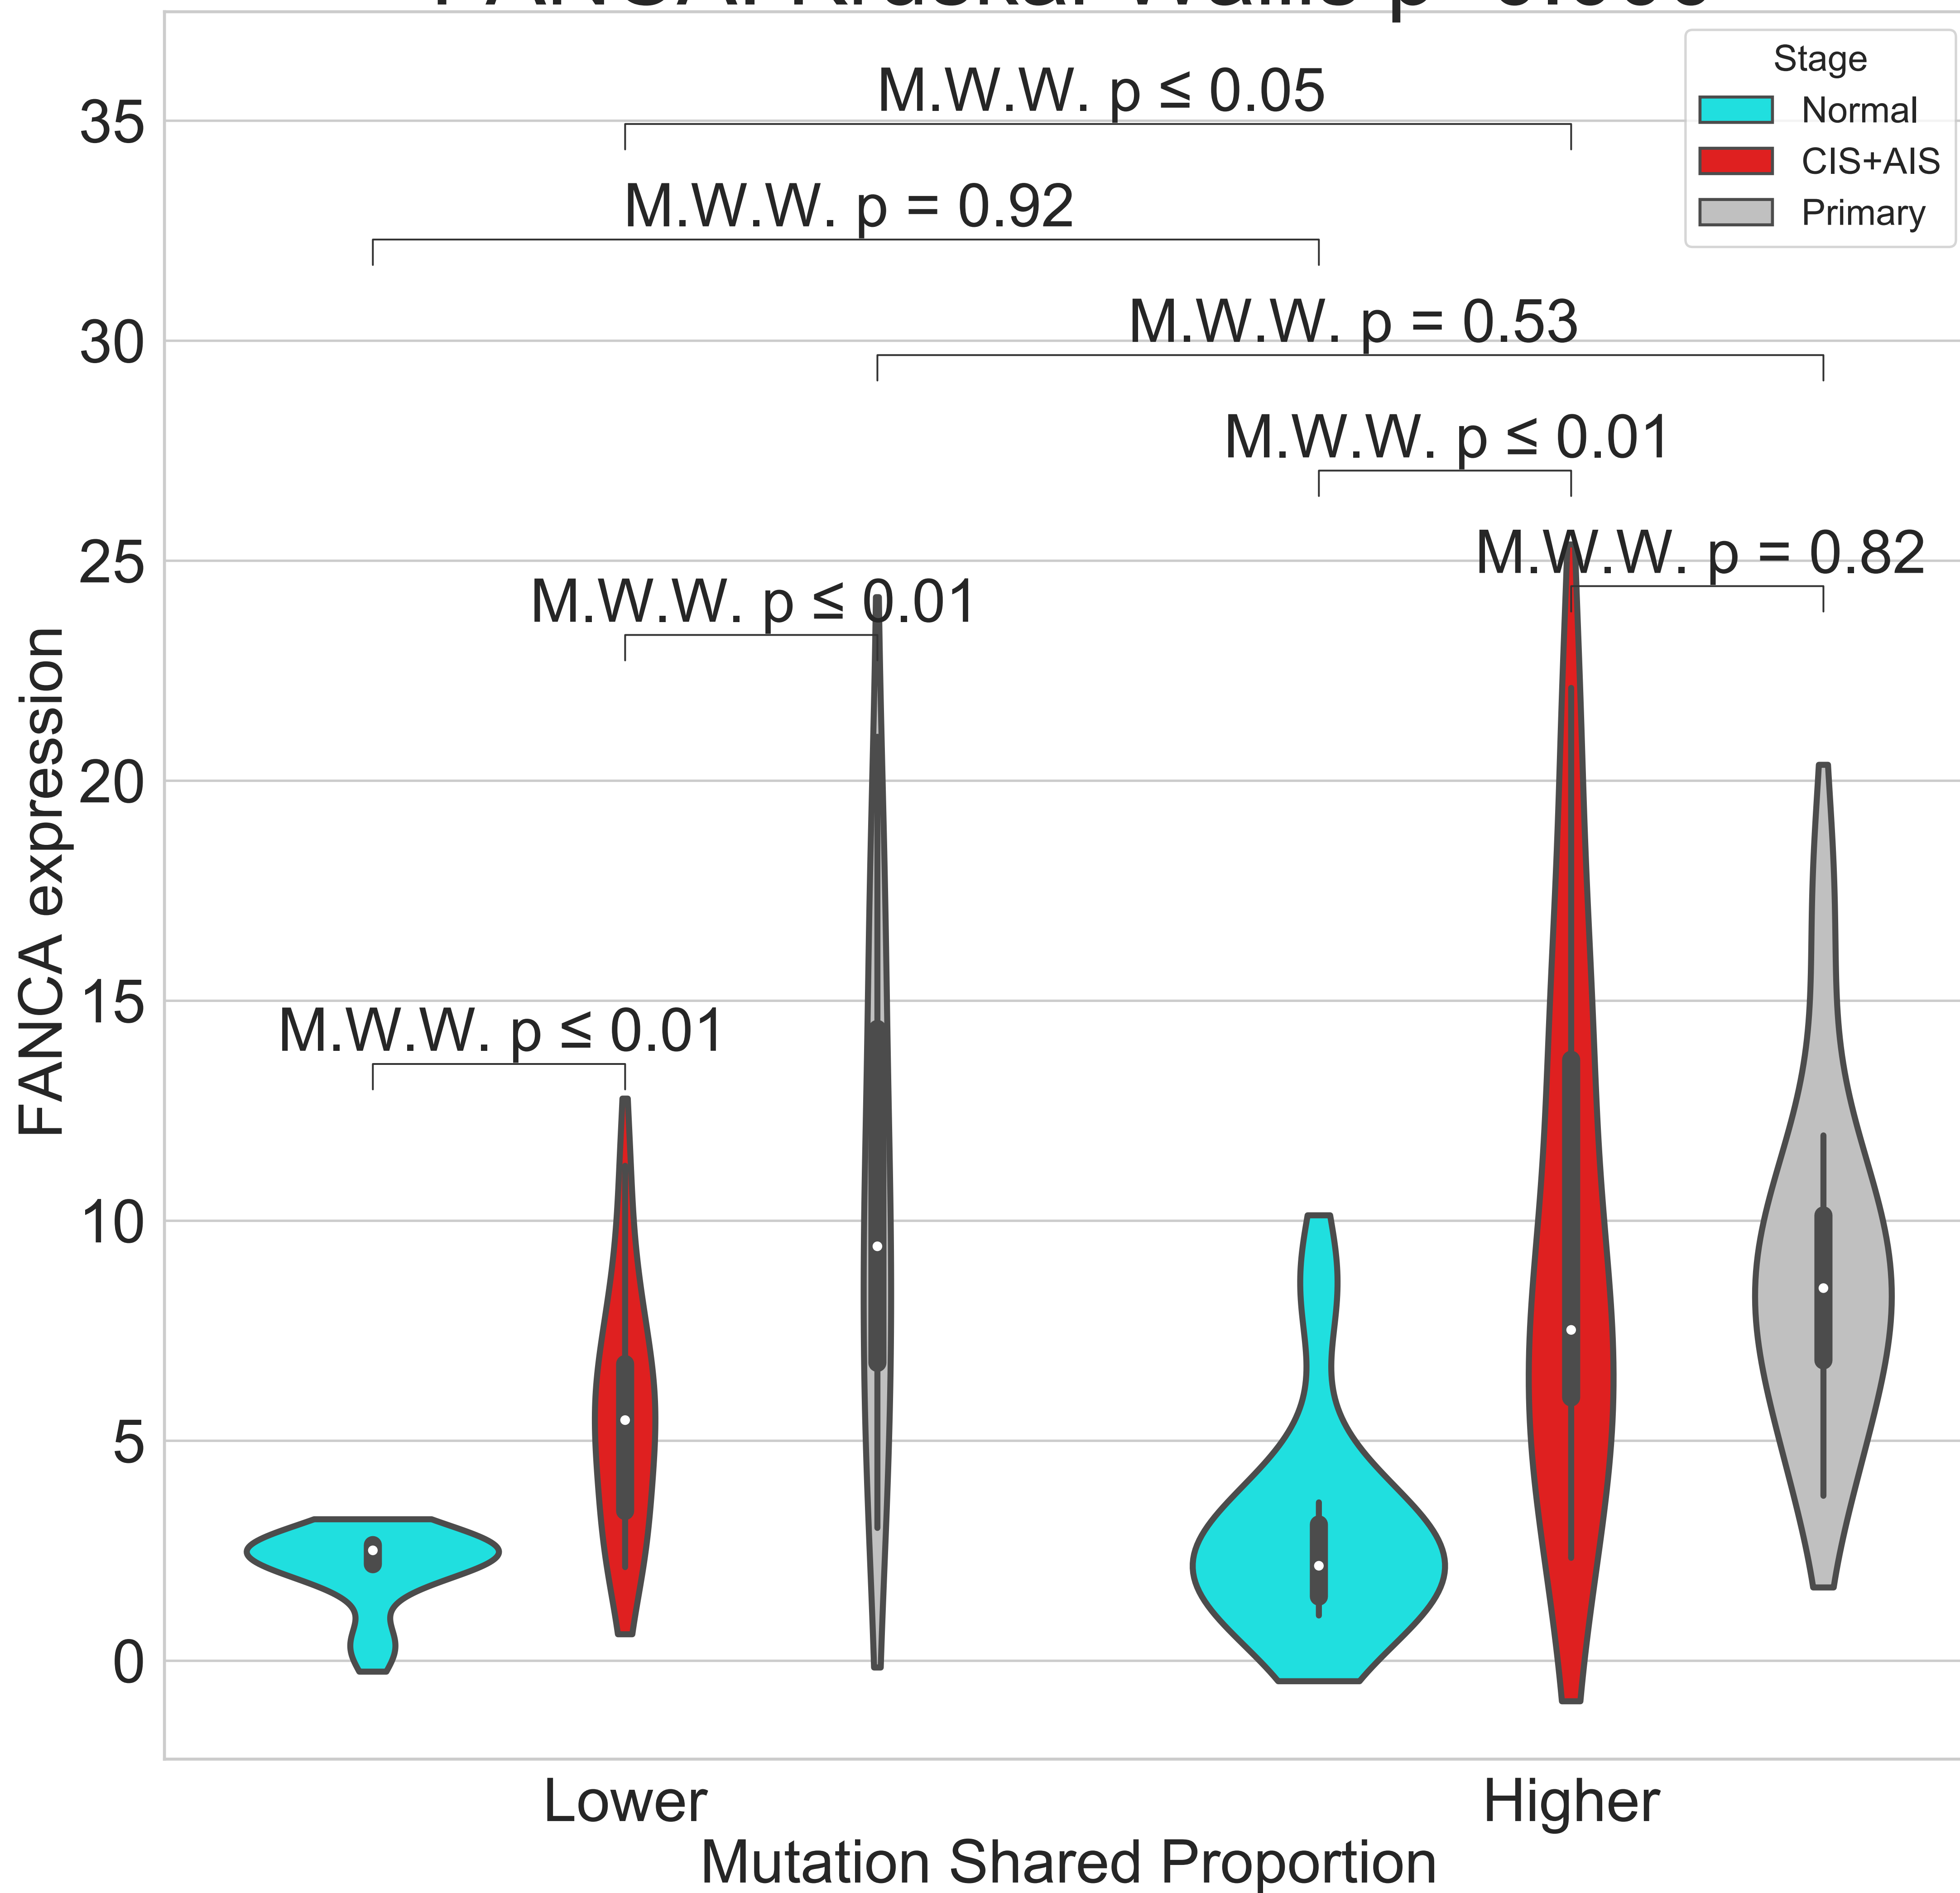 Stage
Normal
CIS+AIS
Primary
M.W.W. p ≤ 0.05
M.W.W. p = 0.92
M.W.W. p = 0.53
M.W.W. p ≤ 0.01
M.W.W. p = 0.82
M.W.W. p ≤ 0.01
M.W.W. p ≤ 0.01
35
30
25
20
15
10
5
0
FANCA expression
Lower
Higher
Mutation Shared Proportion